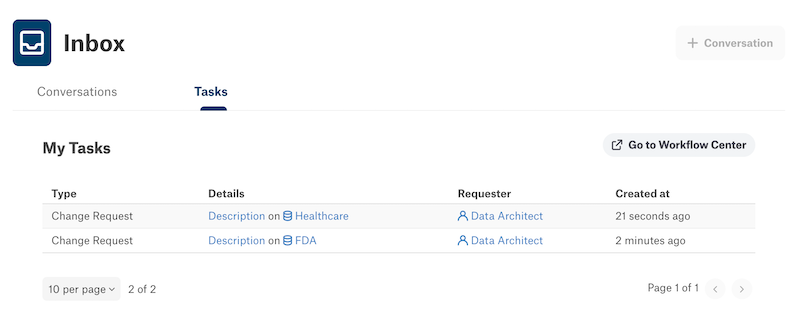 Inbox
+ Conversation
Conversations Tasks
My Tasks
Go to Workflow Center
Type Details Requester Created at
Change Request Description on Healthcare Data Architect 21 seconds ago
Change Request Description on FDA Data Architect 2 minutes ago
10 per page 2 of 2 Page 1 of 1